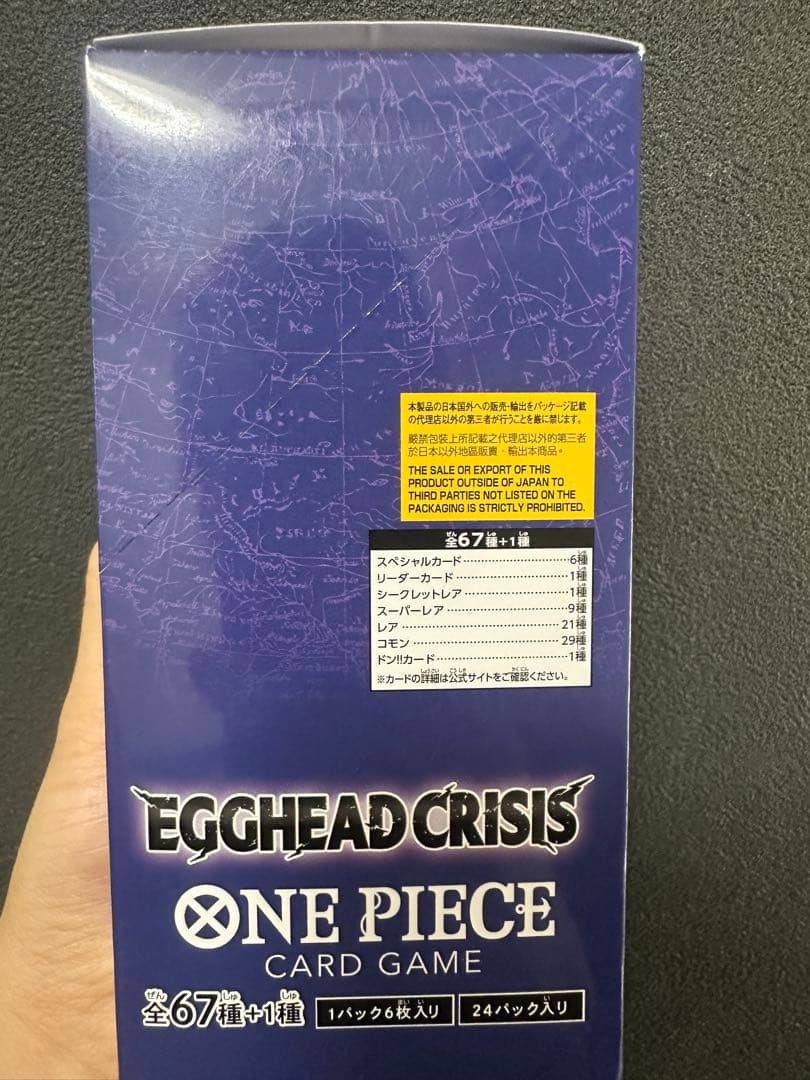 本製品の日本国外への販売・輸出をパッケージ記載
の代理店以外の第三者が行うことを厳に禁じます。
嚴禁包裝上所記載之代理店以外的第三者
於日本以外地區販賣・輸出本商品。
THE SALE OR EXPORT OF THIS
PRODUCT OUTSIDE OF JAPAN TO
THIRD PARTIES NOT LISTED ON THE
PACKAGING IS STRICTLY PROHIBITED.
全67種+1種
スペシャルカード……………………6種
リーダーカード……………………1種
シークレットレア……………………1種
スーパーレア……………………9種
レア……………………21種
コモン……………………29種
ドン!!カード……………………1種
※カードの詳細は公式サイトをご確認ください。
EGGHEAD CRISIS
ONE PIECE
CARD GAME
全67種+1種 1パック6枚入り 24パック入り